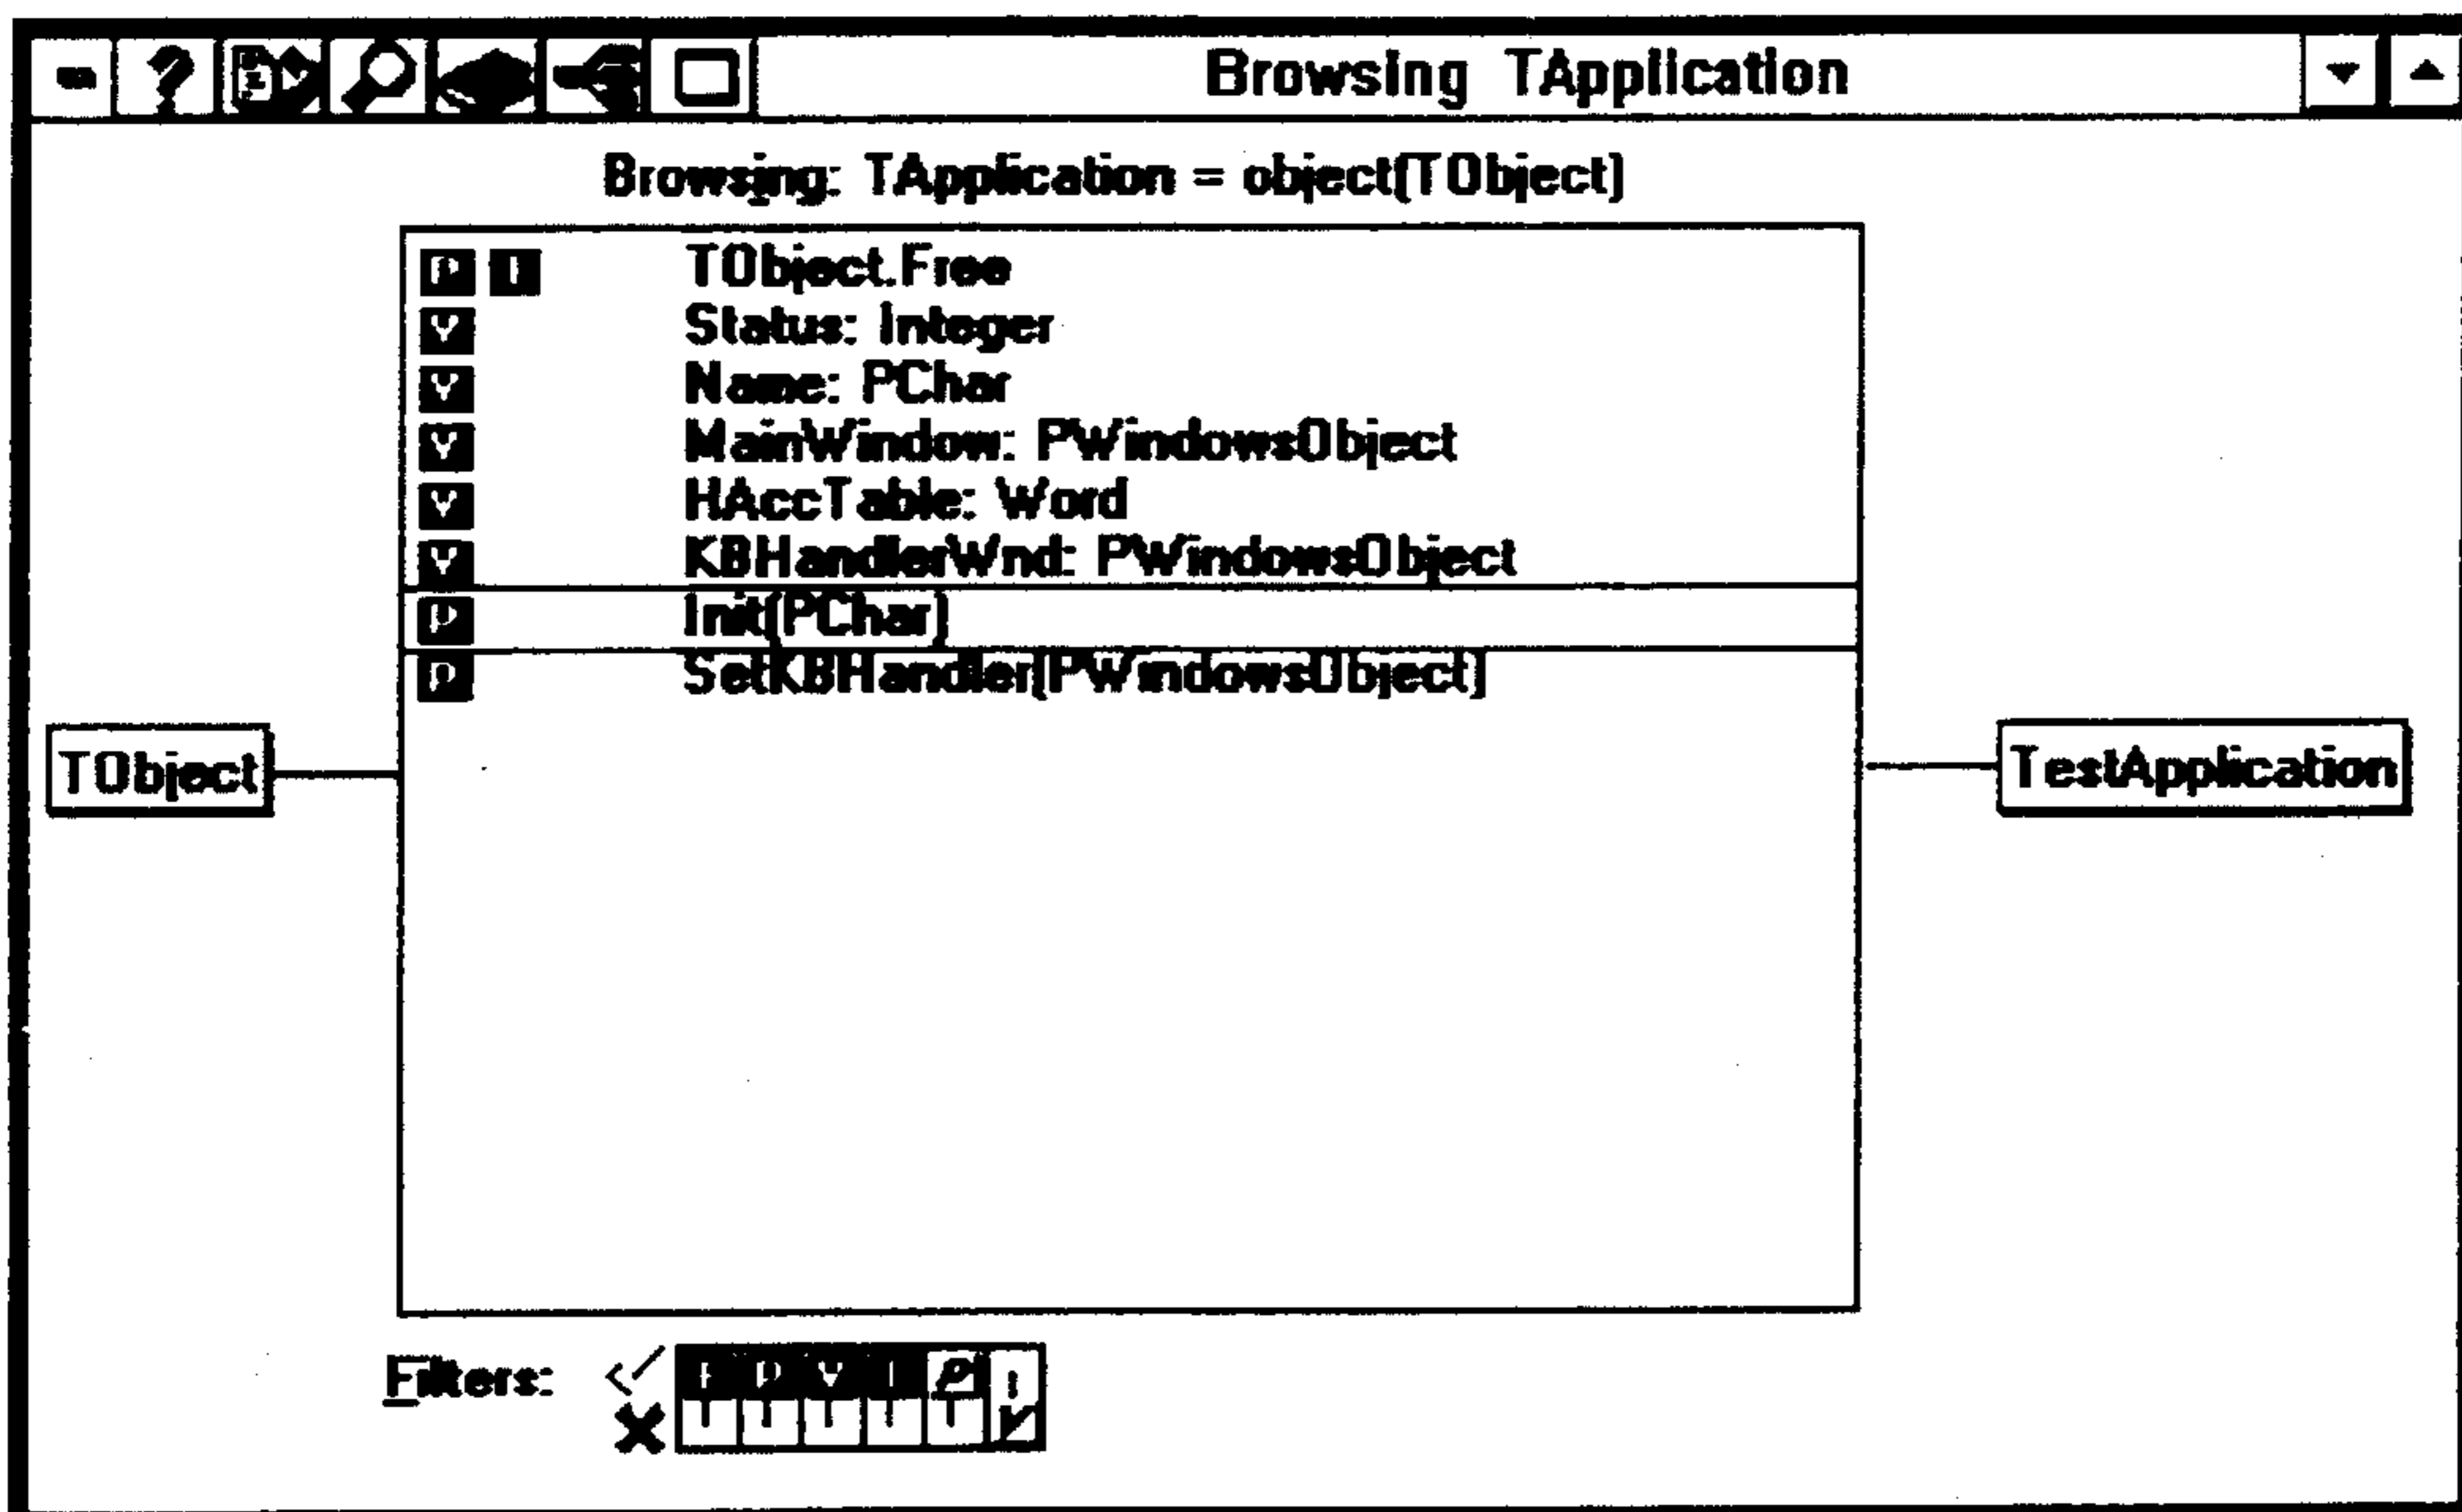 Browsing TApplication
Browsing: TApplication = object(TObject)
P I TObject.Free
V Status: Integer
V Name: PChar
V MainWindow: PWindowsObject
V HAccTable: Word
V KBHandlerWnd: PWindowsObject
P Init(PChar)
P SetKBHandler(PWindowsObject)
TObject
TestApplication
Filters: